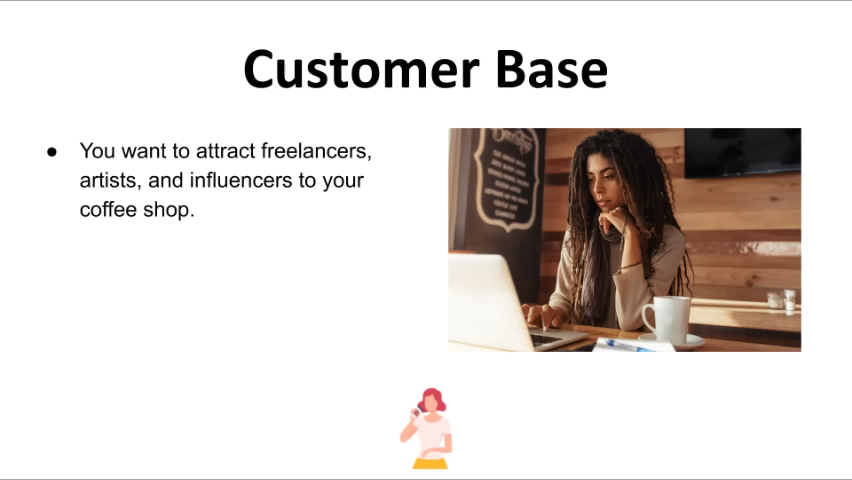 Customer Base
● You want to attract freelancers,
artists, and influencers to your
coffee shop.